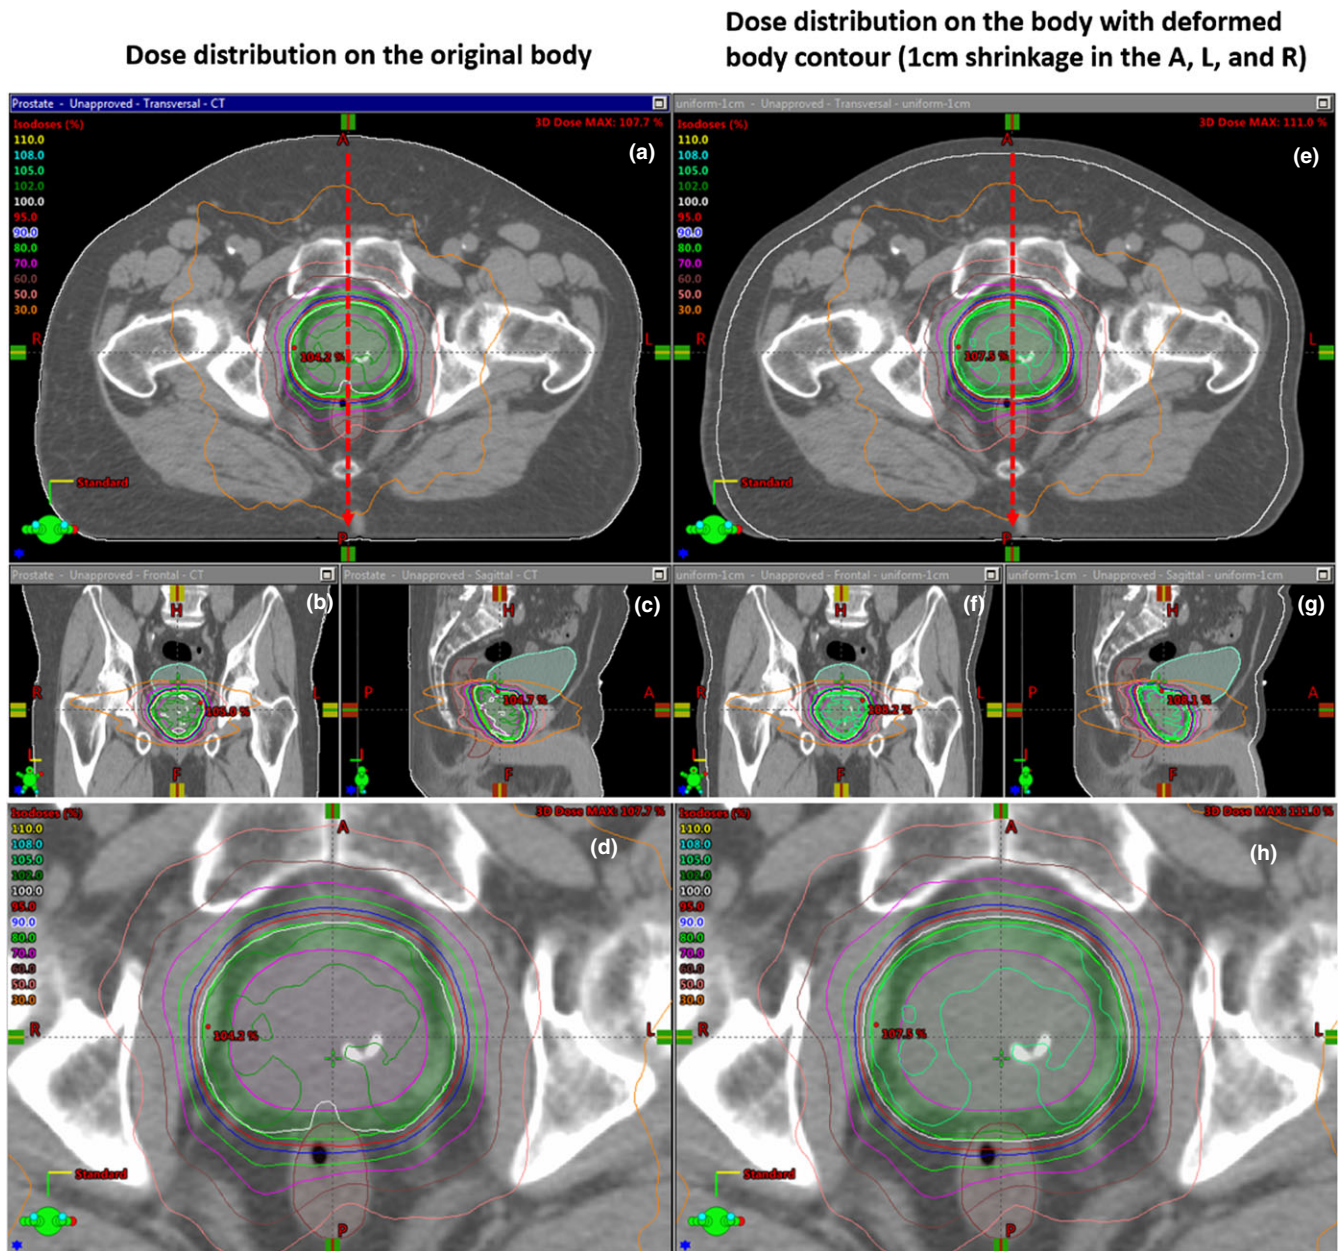 Dose distribution on the original body
Dose distribution on the body with deformed
body contour (1cm shrinkage in the A, L, and R)
Prostate - Unapproved - Transversal - CT
Isodoses (%)
3D Dose MAX: 107.7 %
110.0
108.0
105.0
102.0
100.0
95.0
90.0
80.0
70.0
60.0
50.0
30.0
A
(a)
R
L
104.2 %
Standard
P
uniform-1cm - Unapproved - Transversal - uniform-1cm
Isodoses (%)
3D Dose MAX: 111.0 %
110.0
108.0
105.0
102.0
100.0
95.0
90.0
80.0
70.0
60.0
50.0
30.0
A
(e)
R
L
107.5 %
Standard
P
Prostate - Unapproved - Frontal - CT
H
(b)
R
L
105.0 %
F
Prostate - Unapproved - Sagittal - CT
H
(c)
P
A
104.7 %
F
uniform-1cm - Unapproved - Frontal - uniform-1cm
H
(f)
R
L
108.2 %
F
uniform-1cm - Unapproved - Sagittal - uniform-1cm
H
(g)
P
A
108.1 %
F
Isodoses (%)
3D Dose MAX: 107.7 %
110.0
108.0
105.0
102.0
100.0
95.0
90.0
80.0
70.0
60.0
50.0
30.0
A
(d)
R
L
104.2 %
Standard
P
Isodoses (%)
3D Dose MAX: 111.0 %
110.0
108.0
105.0
102.0
100.0
95.0
90.0
80.0
70.0
60.0
50.0
30.0
A
(h)
R
L
107.5 %
Standard
P